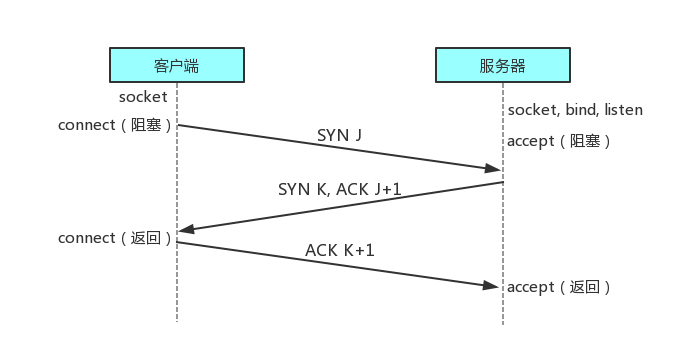 客户端
服务器
socket
socket, bind, listen
connect（阻塞）
SYN J
accept（阻塞）
SYN K, ACK J+1
connect（返回）
ACK K+1
accept（返回）